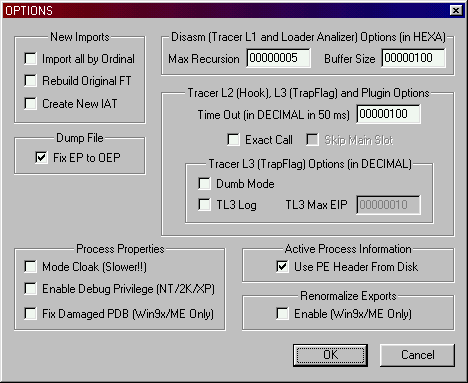 OPTIONS
New Imports
Import all by Ordinal
Rebuild Original FT
Create New IAT
Dump File
Fix EP to OEP
Disasm (Tracer L1 and Loader Analizer) Options (in HEXA)
Max Recursion 00000005 Buffer Size 00000100
Tracer L2 (Hook), L3 (TrapFlag) and Plugin Options
Time Out (in DECIMAL in 50 ms) 00000100
Exact Call Skip Main Slot
Tracer L3 (TrapFlag) Options (in DECIMAL)
Dumb Mode
TL3 Log TL3 Max EIP 00000010
Process Properties
Mode Cloak (Slower!!)
Enable Debug Privilege (NT/2K/XP)
Fix Damaged PDB (Win9x/ME Only)
Active Process Information
Use PE Header From Disk
Renormalize Exports
Enable (Win9x/ME Only)
OK Cancel